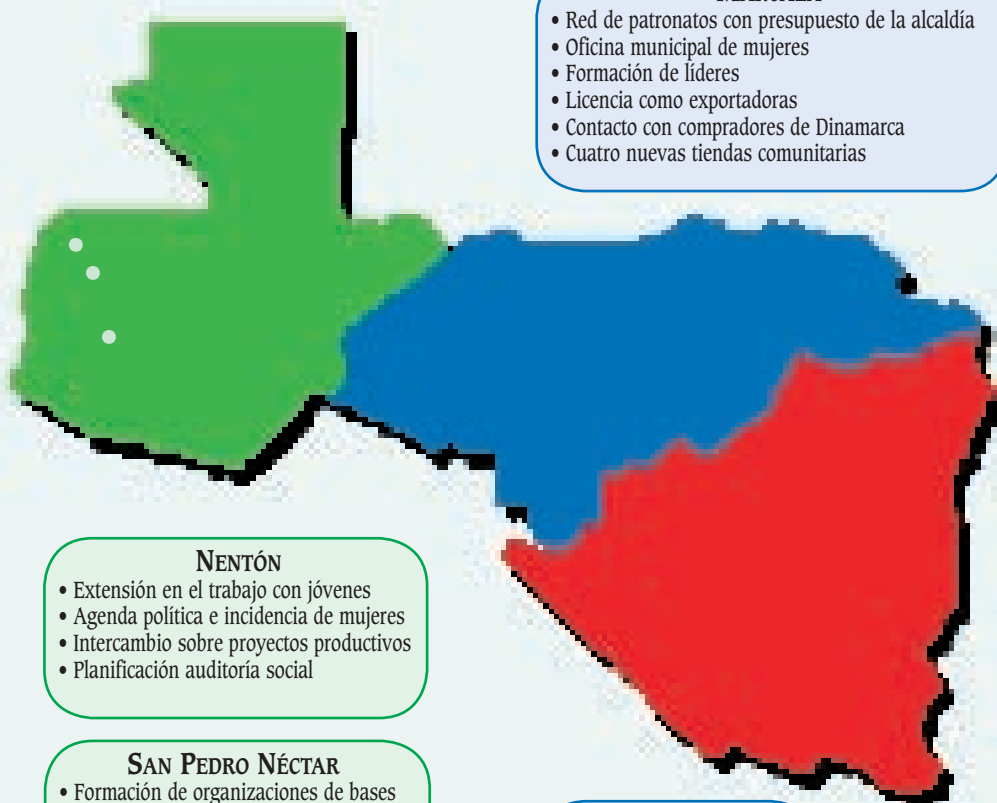 • Red de patronatos con presupuesto de la alcaldía
• Oficina municipal de mujeres
• Formación de líderes
• Licencia como exportadoras
• Contacto con compradores de Dinamarca
• Cuatro nuevas tiendas comunitarias
NENTÓN
• Extensión en el trabajo con jóvenes
• Agenda política e incidencia de mujeres
• Intercambio sobre proyectos productivos
• Planificación auditoría social
SAN PEDRO NÉCTAR
• Formación de organizaciones de bases